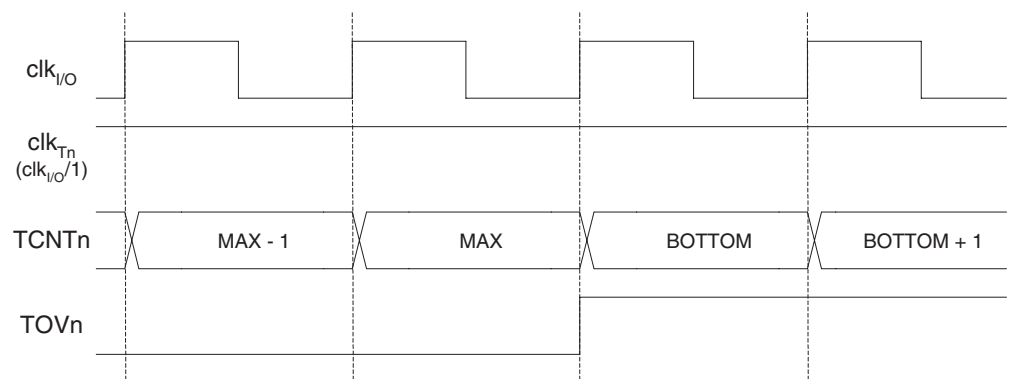 clkI/O
clkTn
(clkI/O/1)
TCNTn MAX - 1 MAX BOTTOM BOTTOM + 1
TOVn